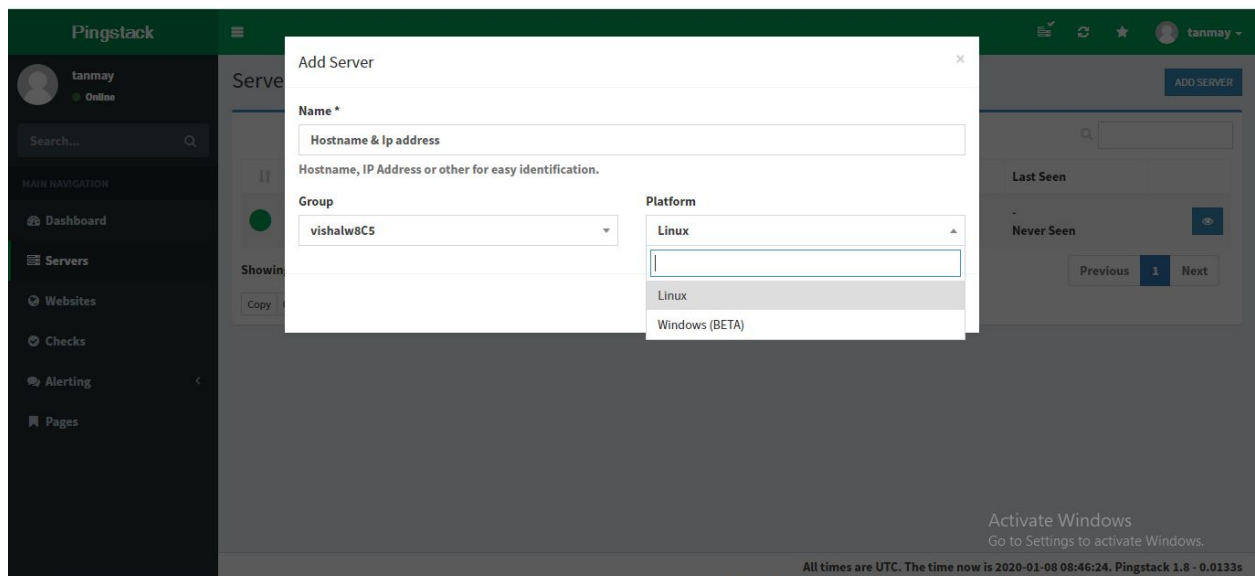 Pingstack
tanmay
tanmay
Online
Search...
MAIN NAVIGATION
Dashboard
Servers
Websites
Checks
Alerting
Pages
ADD SERVER
Add Server
×
Name *
Hostname & Ip address
Hostname, IP Address or other for easy identification.
Group
Platform
vishalw8C5
Linux
Linux
Windows (BETA)
Last Seen
-
Never Seen
Copy
Previous 1 Next
Activate Windows
Go to Settings to activate Windows.
All times are UTC. The time now is 2020-01-08 08:46:24. Pingstack 1.8 - 0.0133s